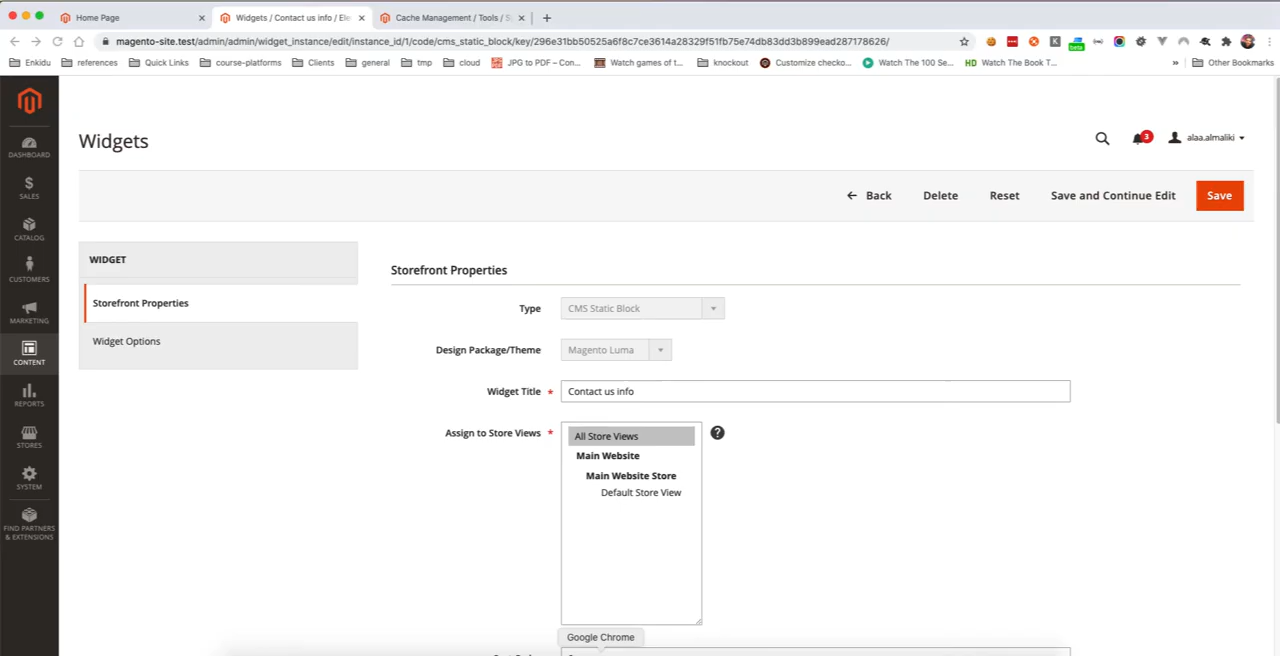 Home Page
Widgets / Contact us info / Ele
Cache Management / Tools / S
magento-site.test/admin/admin/widget_instance/edit/instance_id/1/code/cms_static_block/key/296e31bb50525a6f8c7ce3614a28329f51fb75e74db83dd3b899ead287178626/
Enkidu
references
Quick Links
course-platforms
Clients
general
tmp
cloud
JPG to PDF – Con...
Watch games of t...
knockout
Customize checko...
Watch The 100 Se...
HD Watch The Book T...
»
Other Bookmarks
beta
DASHBOARD
$
SALES
CATALOG
CUSTOMERS
MARKETING
CONTENT
REPORTS
STORES
SYSTEM
FIND PARTNERS
& EXTENSIONS
Widgets
3
alaa.almaliki
Back
Delete
Reset
Save and Continue Edit
Save
WIDGET
Storefront Properties
Widget Options
Storefront Properties
Type
CMS Static Block
Design Package/Theme
Magento Luma
Widget Title *
Contact us info
Assign to Store Views *
All Store Views
Main Website
Main Website Store
Default Store View
?
Google Chrome